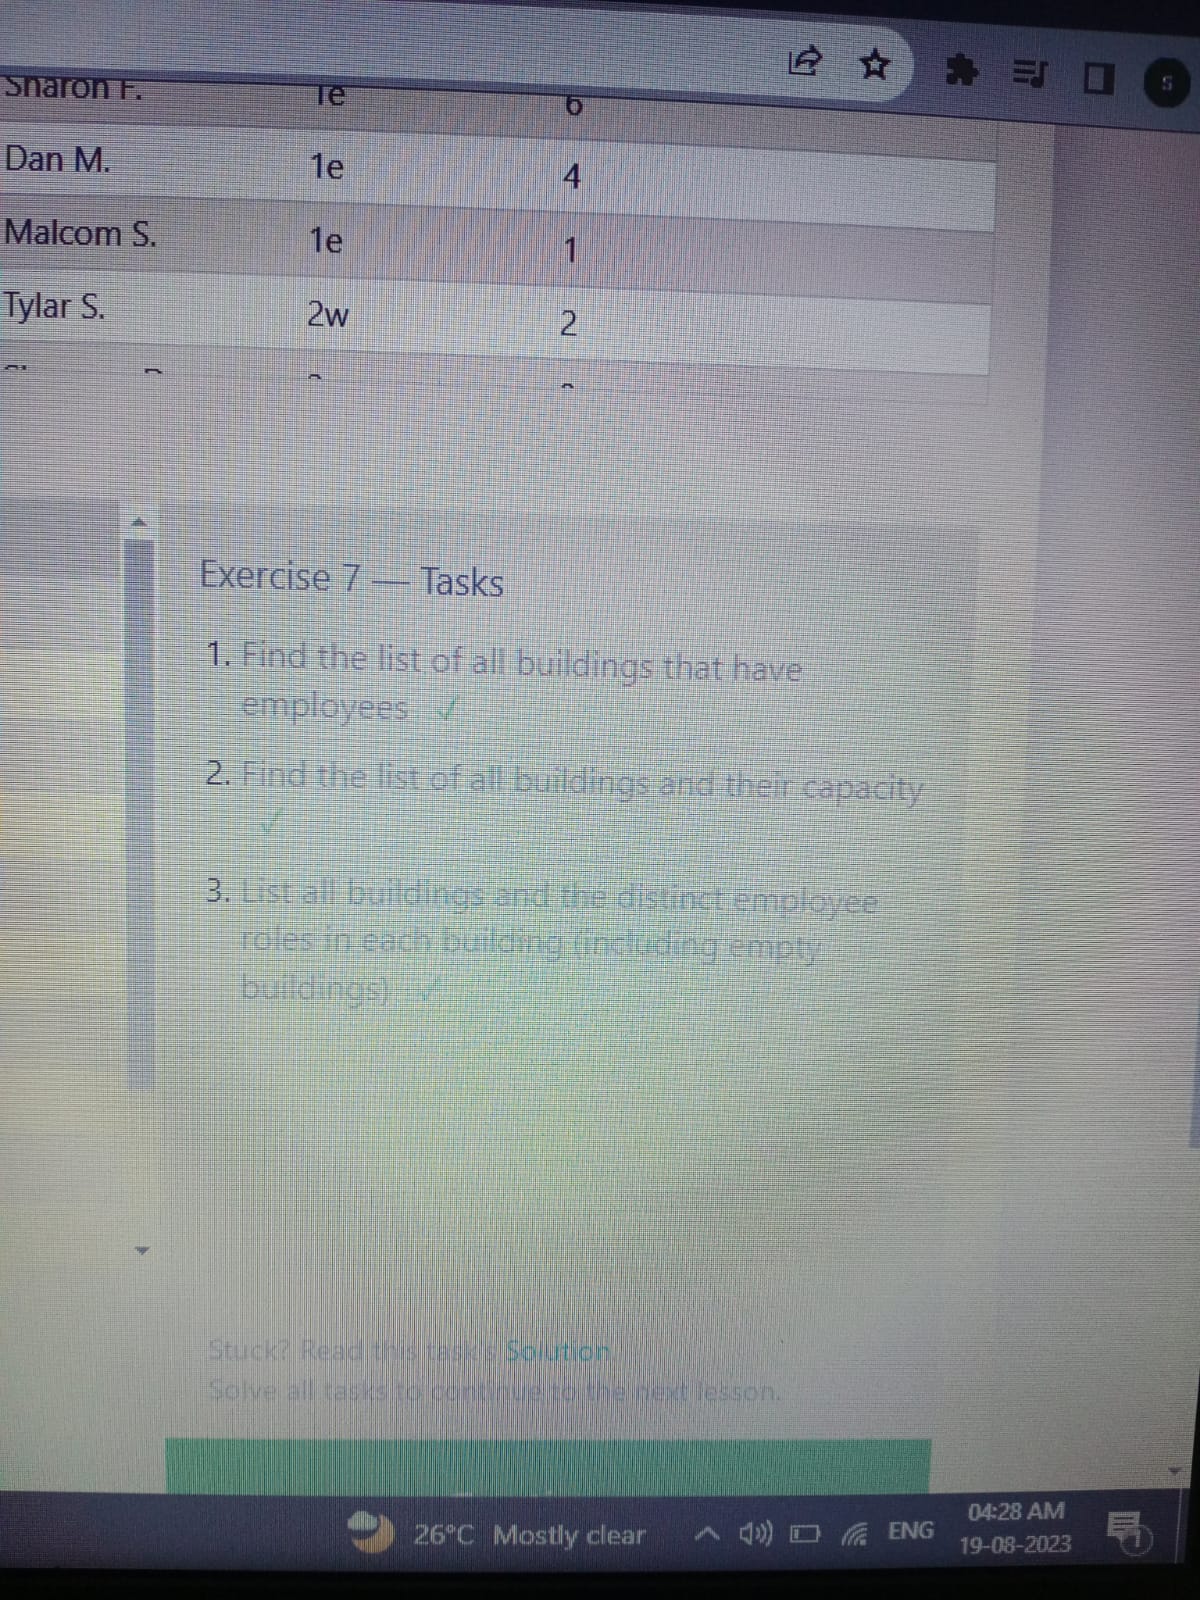 S
Sharon F. 1e 6
Dan M. 1e 4
Malcom S. 1e 1
Tylar S. 2w 2
Exercise 7 — Tasks
1. Find the list of all buildings that have
employees ✓
2. Find the list of all buildings and their capacity
✓
3. List all buildings and the distinct employee
roles in each building (including empty
buildings) ✓
Stuck? Read this task's Solution.
Solve all tasks to continue to the next lesson.
26°C Mostly clear ENG 04:28 AM
19-08-2023
1